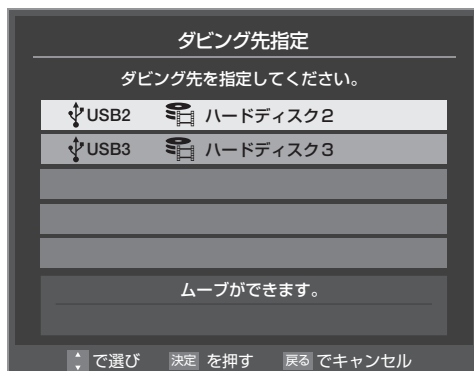 ダビング先指定
ダビング先を指定してください。
USB2 ハードディスク2
USB3 ハードディスク3
ムーブができます。
で選び 決定 を押す 戻る でキャンセル